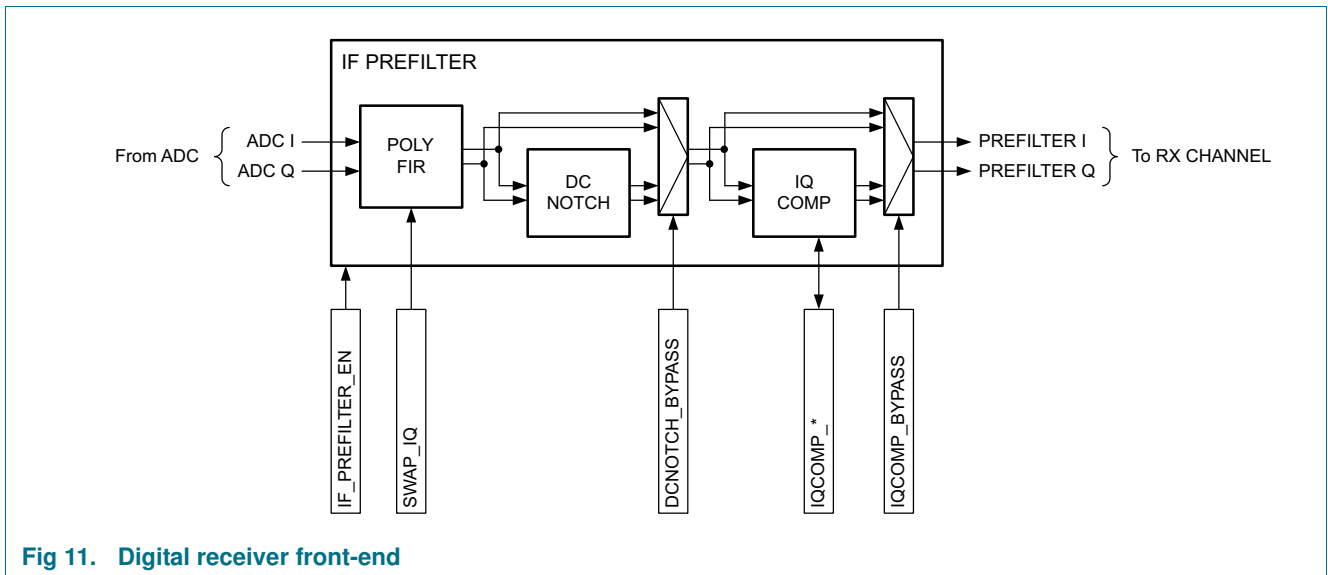 IF PREFILTER
From ADC
ADC I
ADC Q
POLY
FIR
DC
NOTCH
IQ
COMP
PREFILTER I
PREFILTER Q
To RX CHANNEL
IF_PREFILTER_EN
SWAP_IQ
DCNOTCH_BYPASS
IQCOMP_*
IQCOMP_BYPASS
Fig 11. Digital receiver front-end